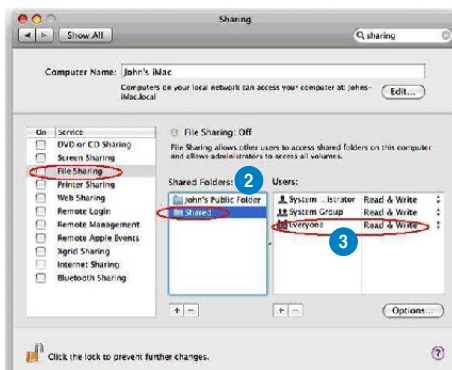 Sharing
Show All
sharing
Computer Name: John's iMac
Computers on your local network can access your computer at: Johns-
iMac.local
Edit...
On Service
DVD or CD Sharing
Screen Sharing
File Sharing
Printer Sharing
Web Sharing
Remote Login
Remote Management
Remote Apple Events
Xgrid Sharing
Internet Sharing
Bluetooth Sharing
File Sharing: Off
File Sharing allows other users to access shared folders on this computer
and allows administrators to access all volumes.
Shared Folders: 2
John's Public Folder
Shared
Users:
System ...istrator Read & Write
System Group Read & Write
Everyone Read & Write
3
+ -
+ -
Options...
Click the lock to prevent further changes.
?